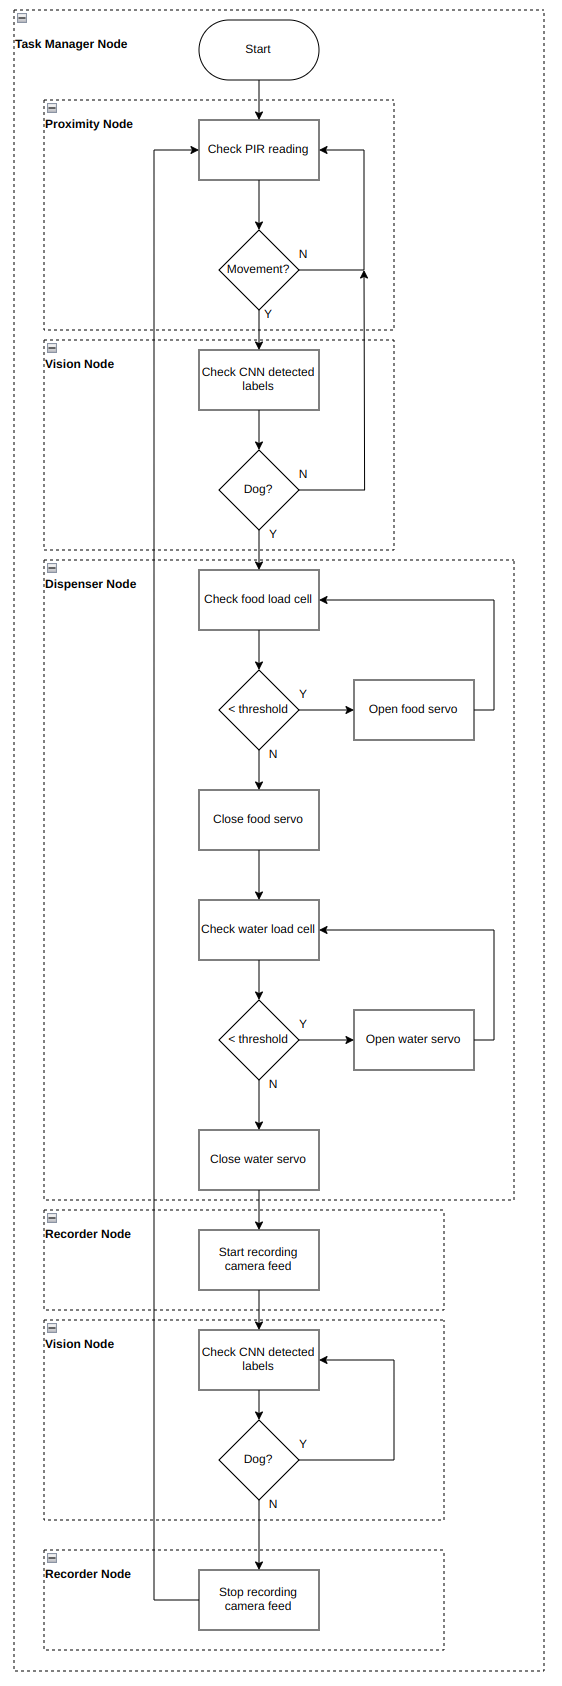 Task Manager Node
Start
Proximity Node
Check PIR reading
Movement?
N
Y
Vision Node
Check CNN detected
labels
Dog?
N
Y
Dispenser Node
Check food load cell
< threshold
Y
Open food servo
N
Close food servo
Check water load cell
< threshold
Y
Open water servo
N
Close water servo
Recorder Node
Start recording
camera feed
Vision Node
Check CNN detected
labels
Dog?
Y
N
Recorder Node
Stop recording
camera feed